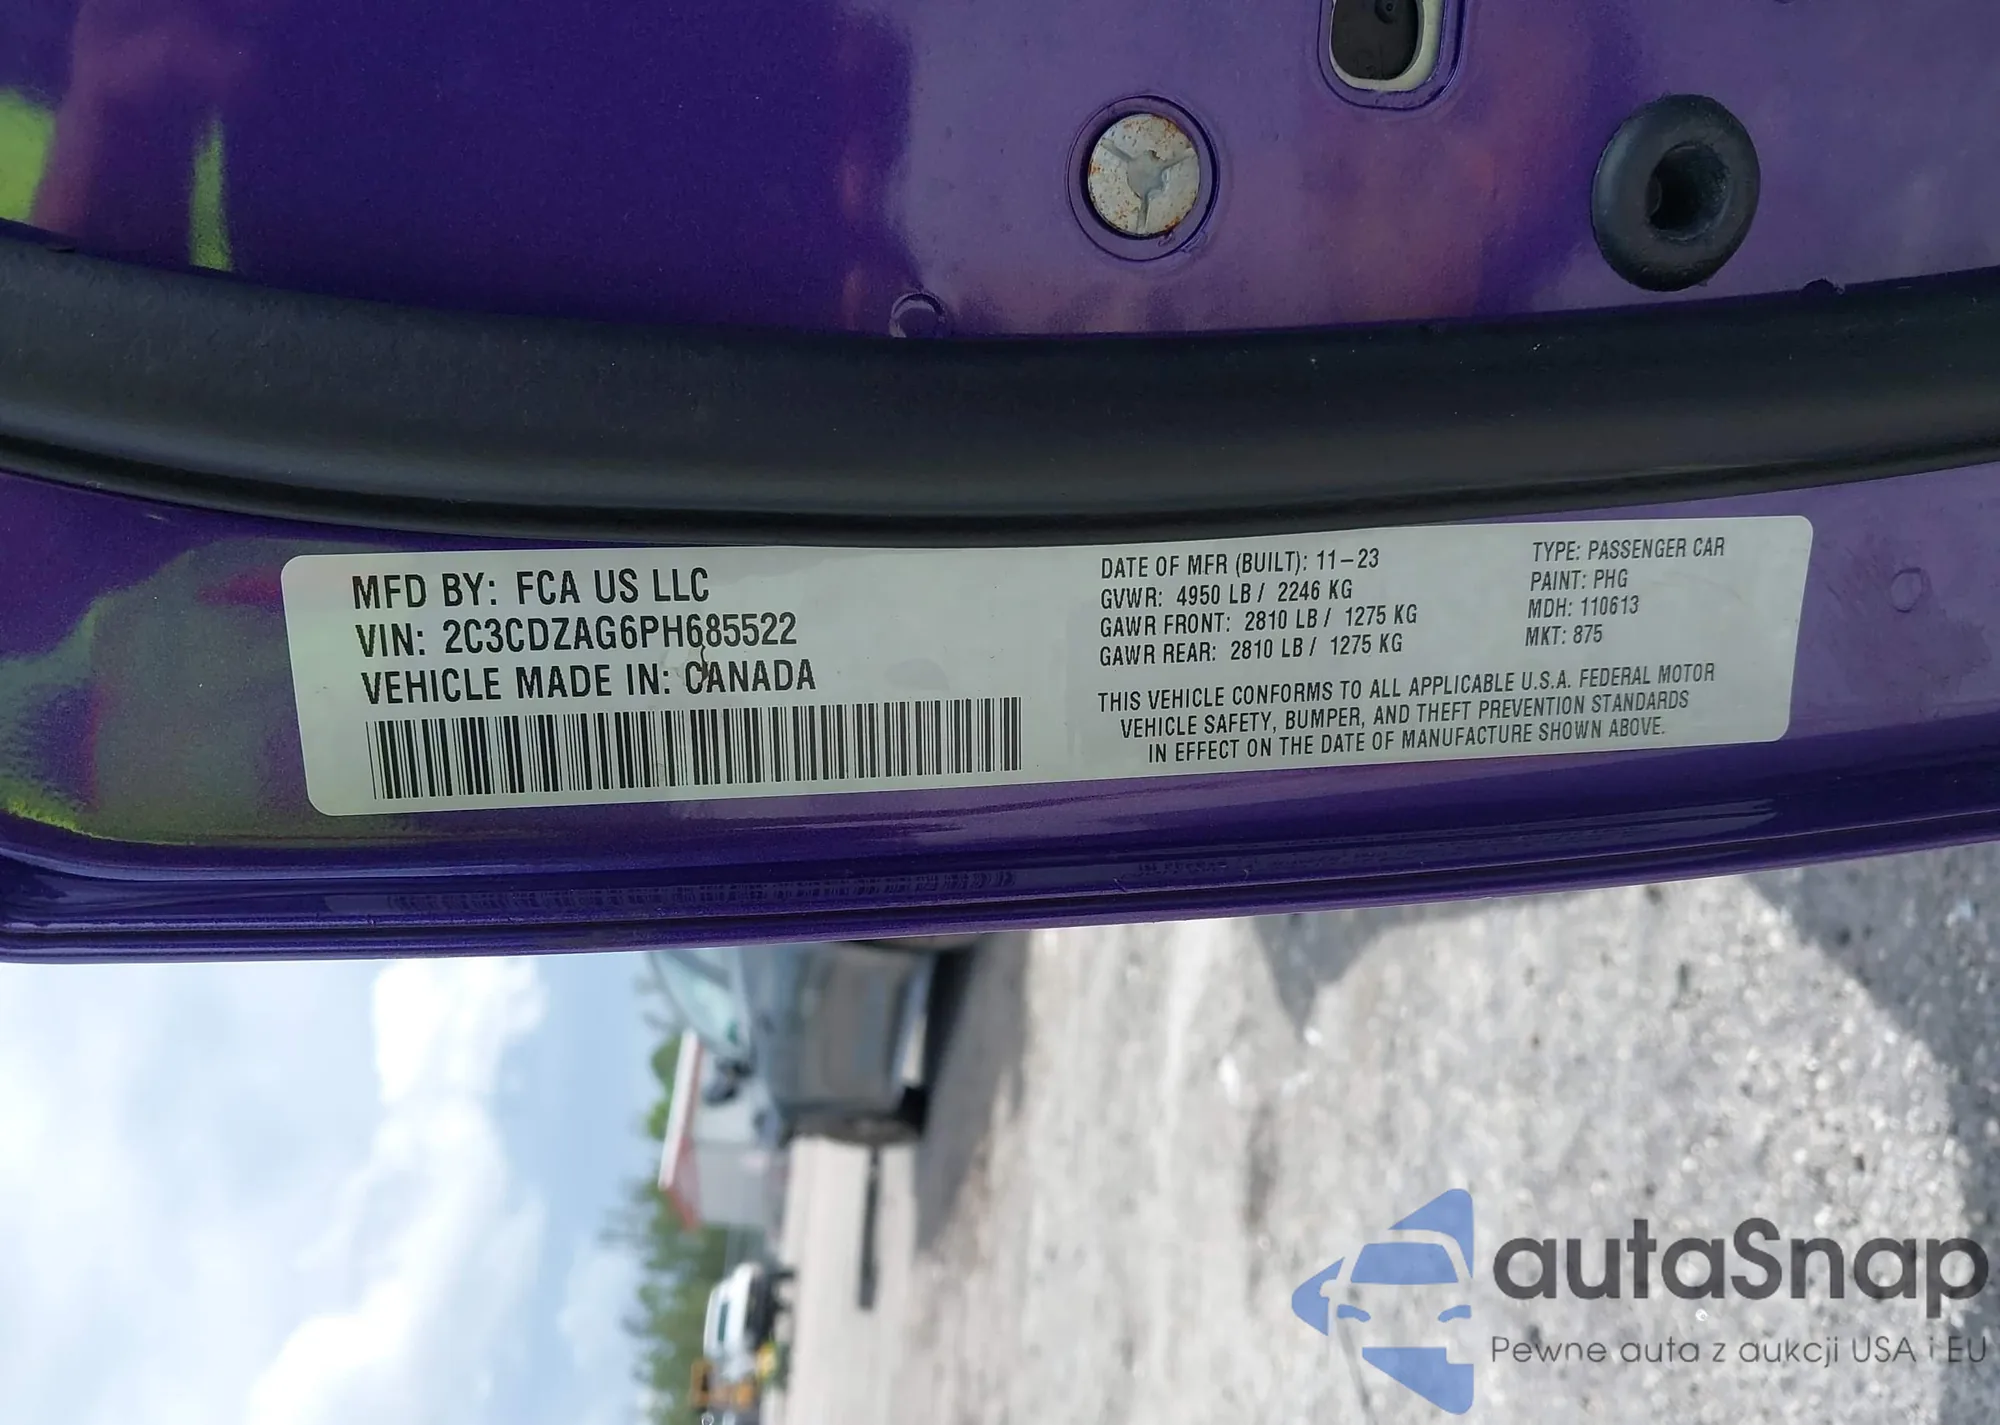 MFD BY: FCA US LLC
VIN: 2C3CDZAG6PH685522
VEHICLE MADE IN: CANADA
DATE OF MFR (BUILT): 11-23
GVWR: 4950 LB / 2246 KG
GAWR FRONT: 2810 LB / 1275 KG
GAWR REAR: 2810 LB / 1275 KG
TYPE: PASSENGER CAR
PAINT: PHG
MDH: 110613
MKT: 875
THIS VEHICLE CONFORMS TO ALL APPLICABLE U.S.A. FEDERAL MOTOR
VEHICLE SAFETY, BUMPER, AND THEFT PREVENTION STANDARDS
IN EFFECT ON THE DATE OF MANUFACTURE SHOWN ABOVE.
autaSnap
Pewne auta z aukcji USA i EU